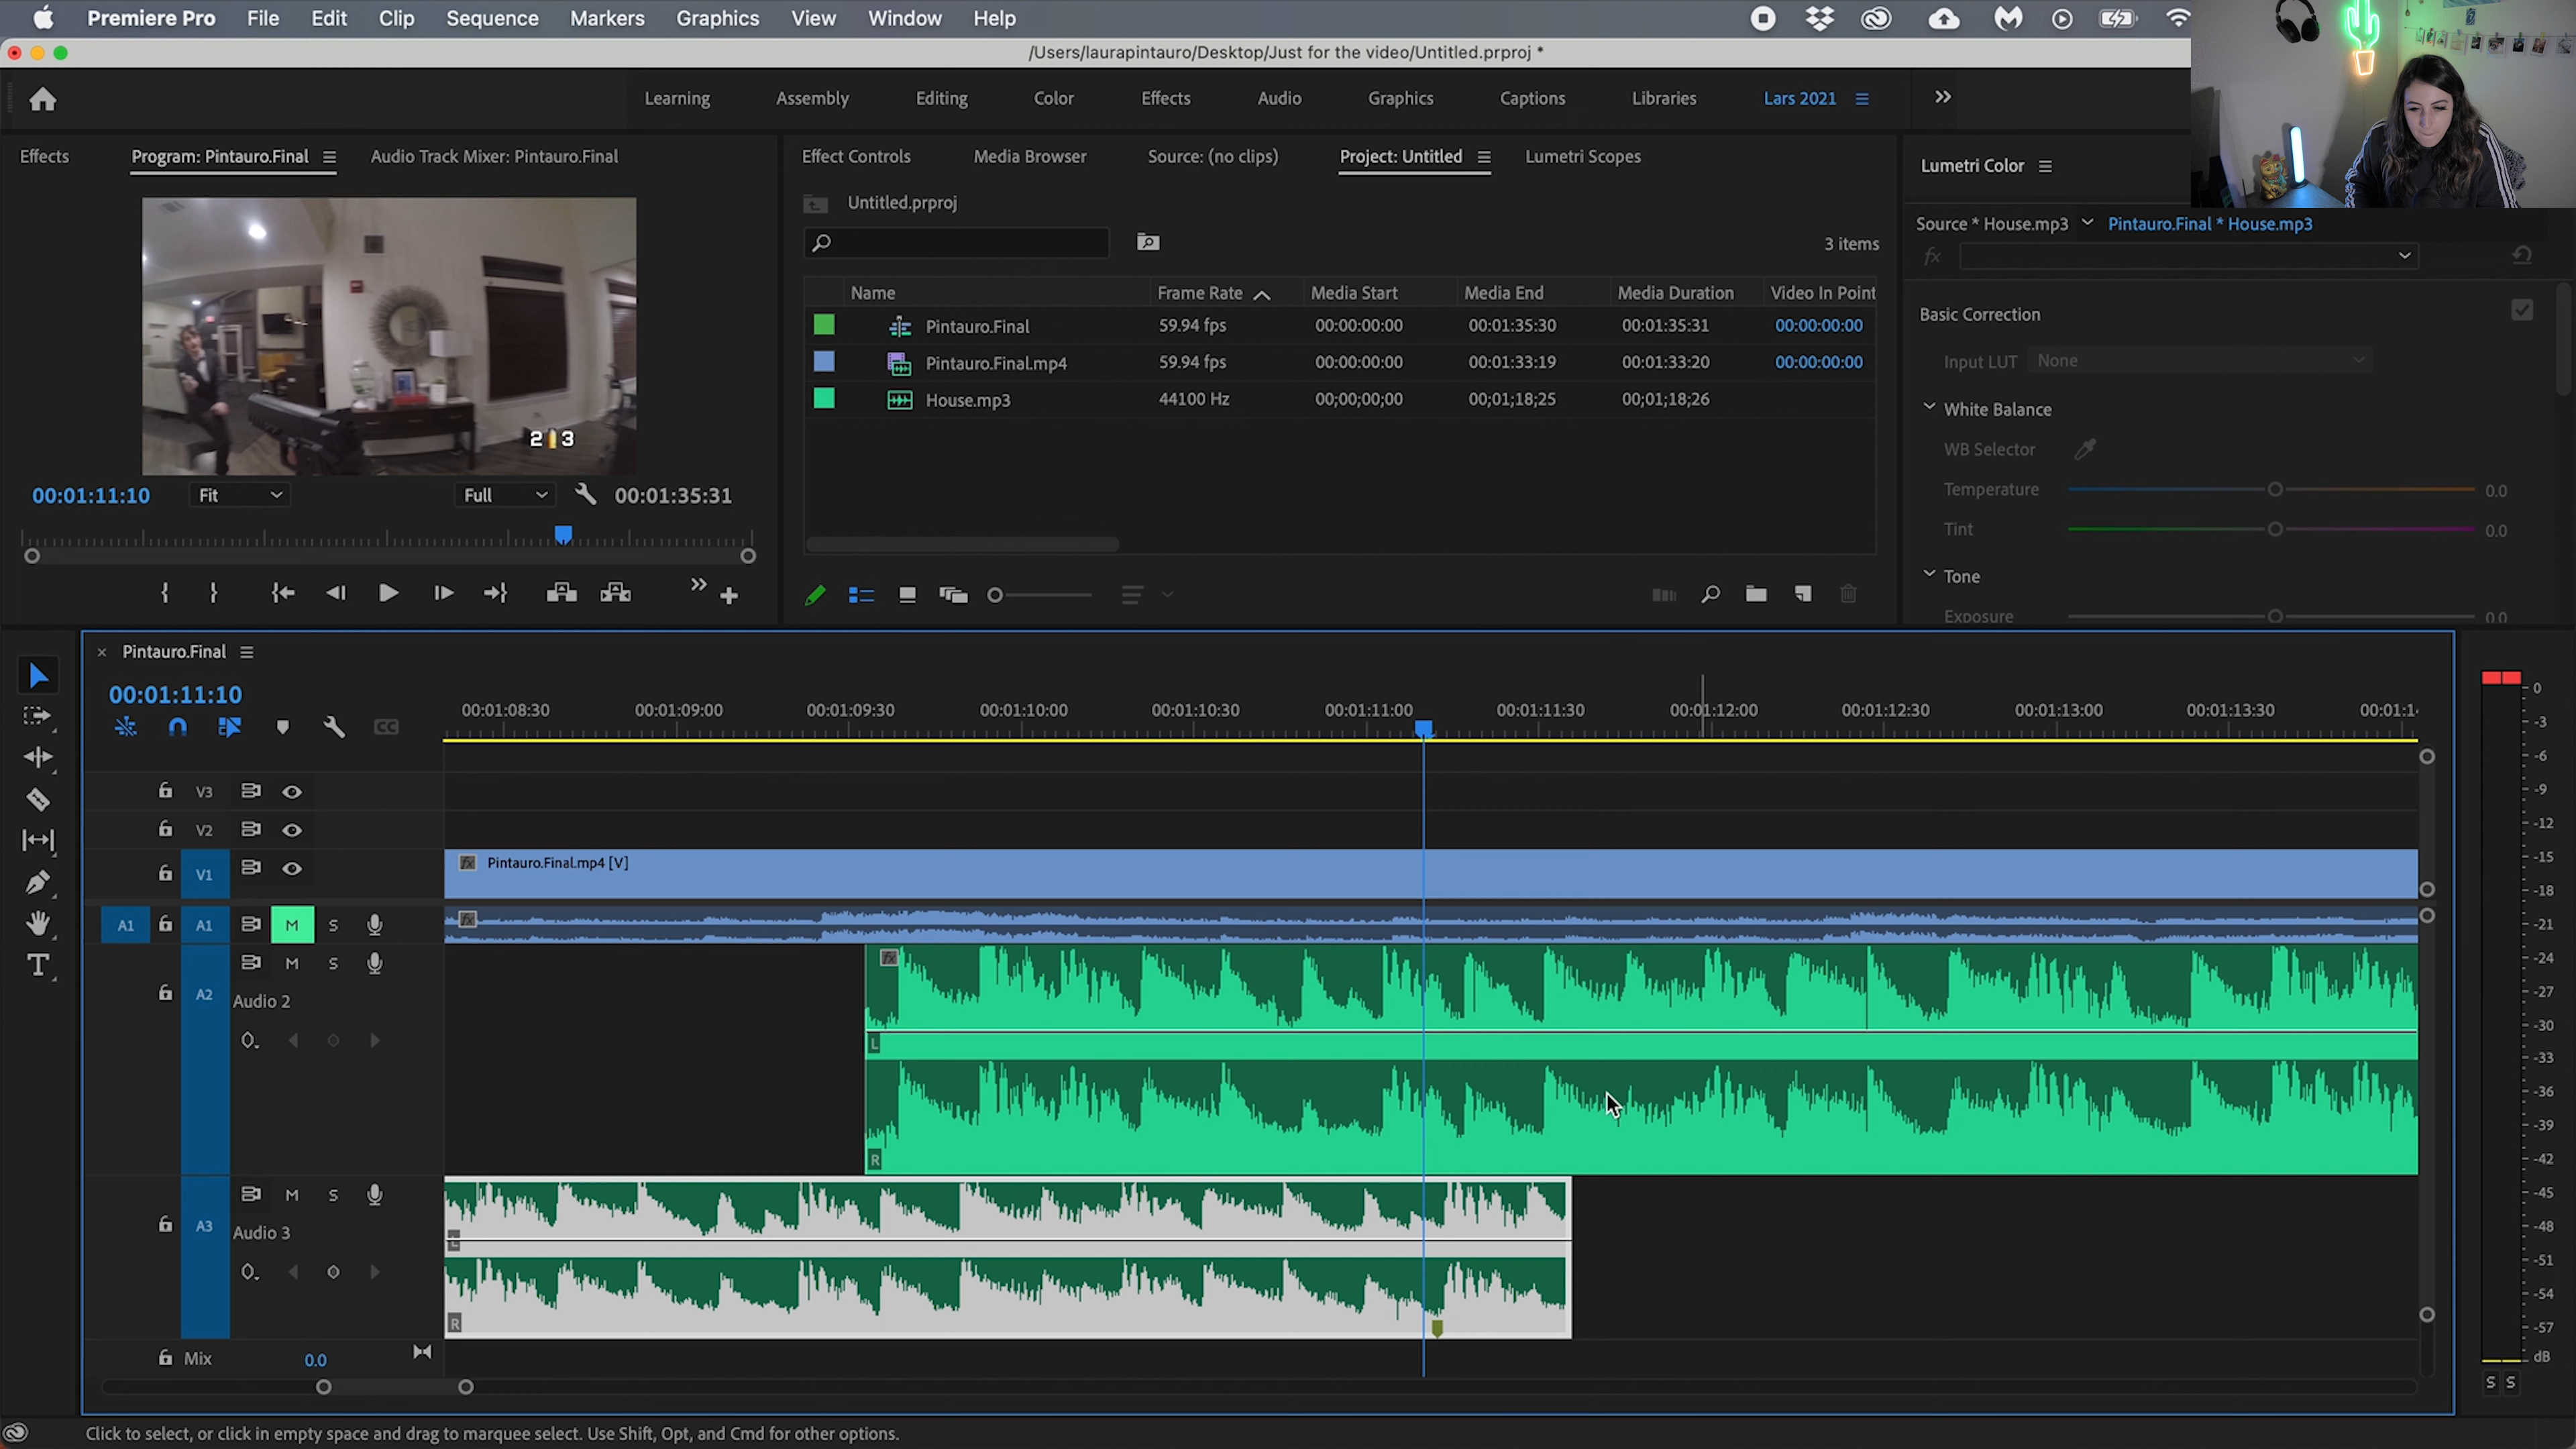 Premiere Pro File Edit Clip Sequence Markers Graphics View Window Help
/Users/laurapintauro/Desktop/Just for the video/Untitled.prproj *
Learning Assembly Editing Color Effects Audio Graphics Captions Libraries Lars 2021
Effects Program: Pintauro.Final Audio Track Mixer: Pintauro.Final
2 3
00:01:11:10 Fit Full 00:01:35:31
Effect Controls Media Browser Source: (no clips) Project: Untitled Lumetri Scopes
Untitled.prproj
3 items
Name Frame Rate Media Start Media End Media Duration Video In Point
Pintauro.Final 59.94 fps 00:00:00:00 00:01:35:30 00:01:35:31 00:00:00:00
Pintauro.Final.mp4 59.94 fps 00:00:00:00 00:01:33:19 00:01:33:20 00:00:00:00
House.mp3 44100 Hz 00;00;00;00 00;01;18;25 00;01;18;26
Lumetri Color
Source * House.mp3 Pintauro.Final * House.mp3
fx
Basic Correction
Input LUT None
White Balance
WB Selector
Temperature 0.0
Tint 0.0
Tone
Exposure 0.0
× Pintauro.Final
00:01:11:10
CC
00:01:08:30 00:01:09:00 00:01:09:30 00:01:10:00 00:01:10:30 00:01:11:00 00:01:11:30 00:01:12:00 00:01:12:30 00:01:13:00 00:01:13:30 00:01:14
V3
V2
V1 fx Pintauro.Final.mp4 [V]
A1 A1 M S fx
A2 M S fx
Audio 2
L
R
A3 M S
Audio 3
L
R
Mix 0.0
T
0
-3
-6
-9
-12
-15
-18
-21
-24
-27
-30
-33
-36
-39
-42
-45
-48
-51
-54
-57
dB
S S
Click to select, or click in empty space and drag to marquee select. Use Shift, Opt, and Cmd for other options.